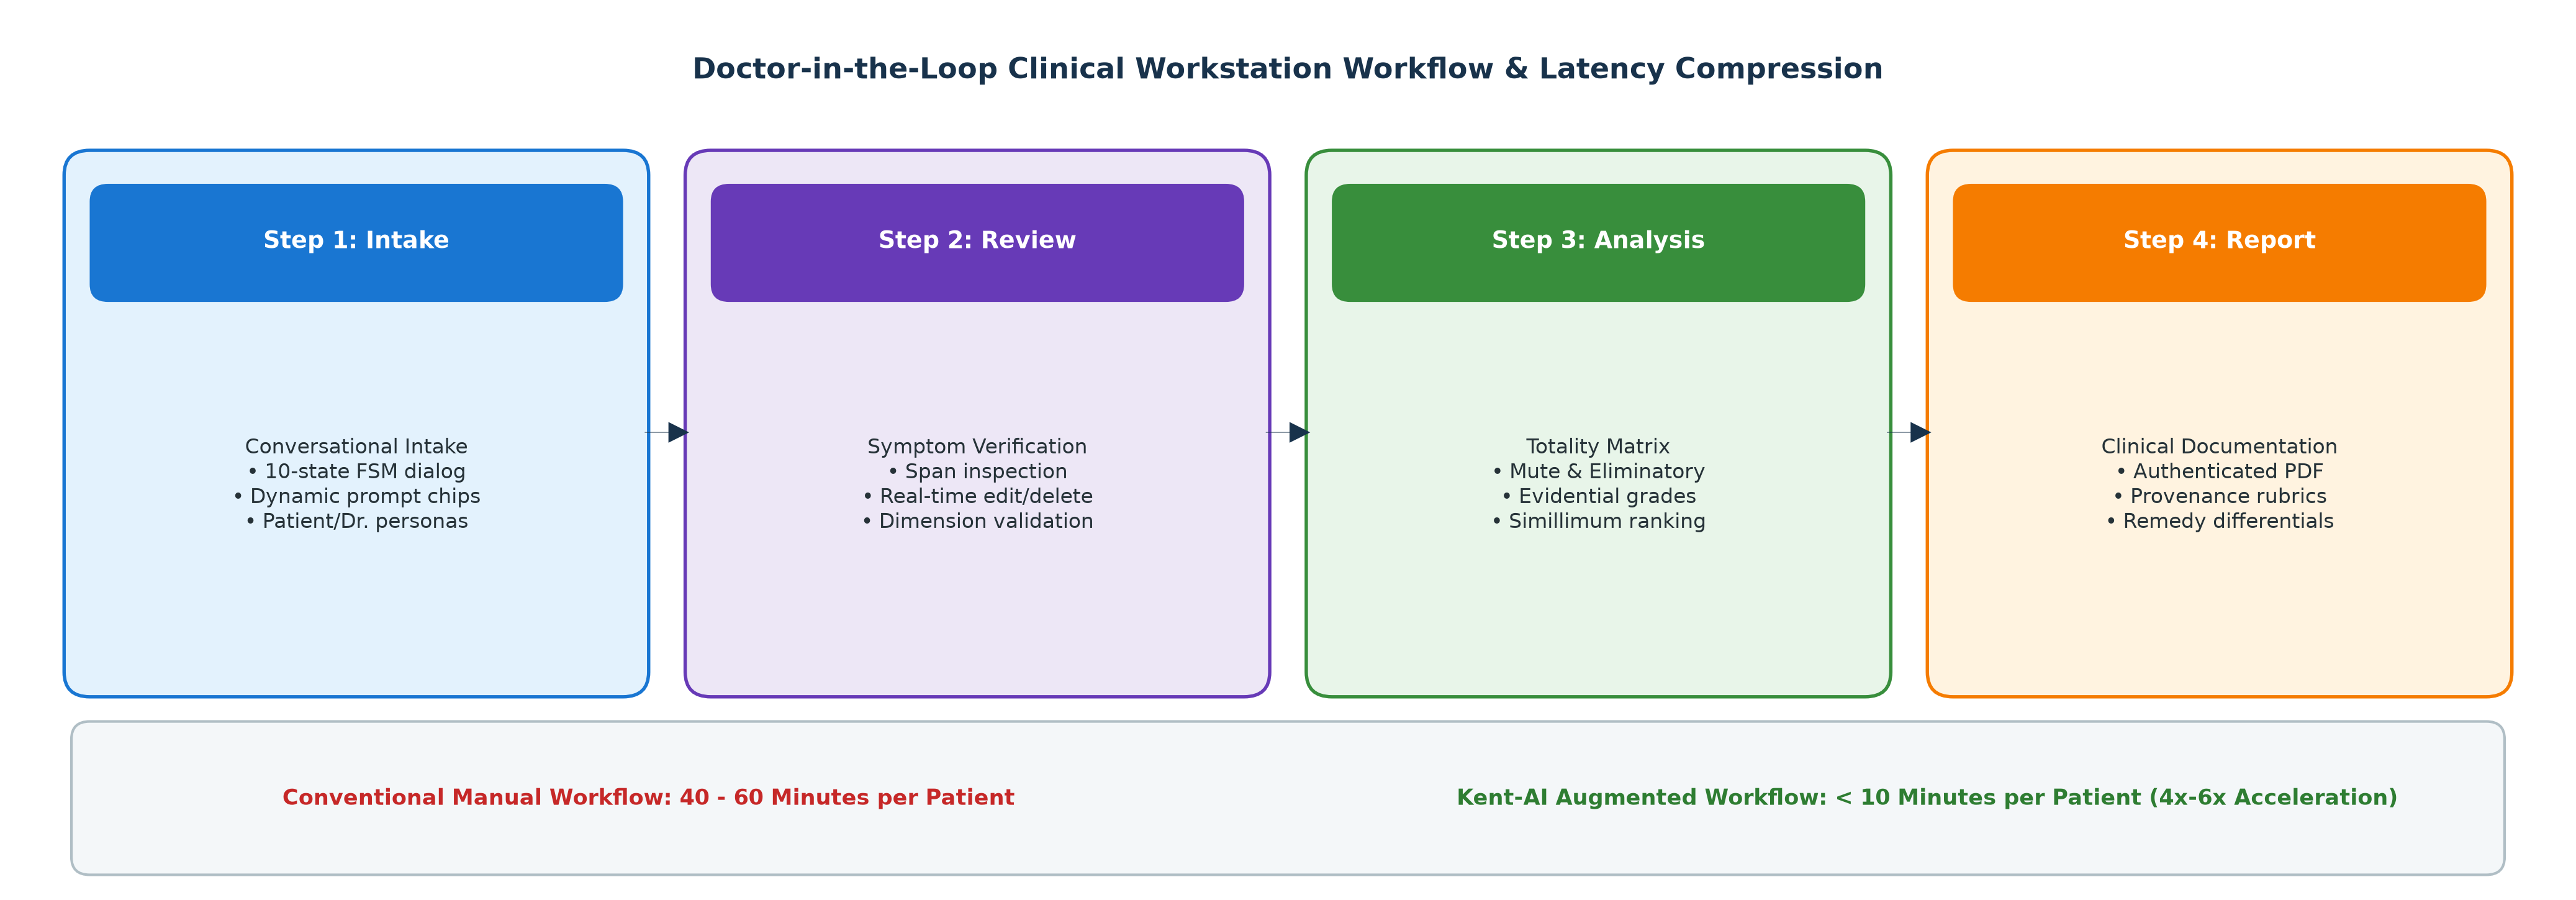 Doctor-in-the-Loop Clinical Workstation Workflow & Latency Compression
Step 1: Intake
Conversational Intake
• 10-state FSM dialog
• Dynamic prompt chips
• Patient/Dr. personas
Step 2: Review
Symptom Verification
• Span inspection
• Real-time edit/delete
• Dimension validation
Step 3: Analysis
Totality Matrix
• Mute & Eliminatory
• Evidential grades
• Simillimum ranking
Step 4: Report
Clinical Documentation
• Authenticated PDF
• Provenance rubrics
• Remedy differentials
Conventional Manual Workflow: 40 - 60 Minutes per Patient
Kent-AI Augmented Workflow: < 10 Minutes per Patient (4x-6x Acceleration)